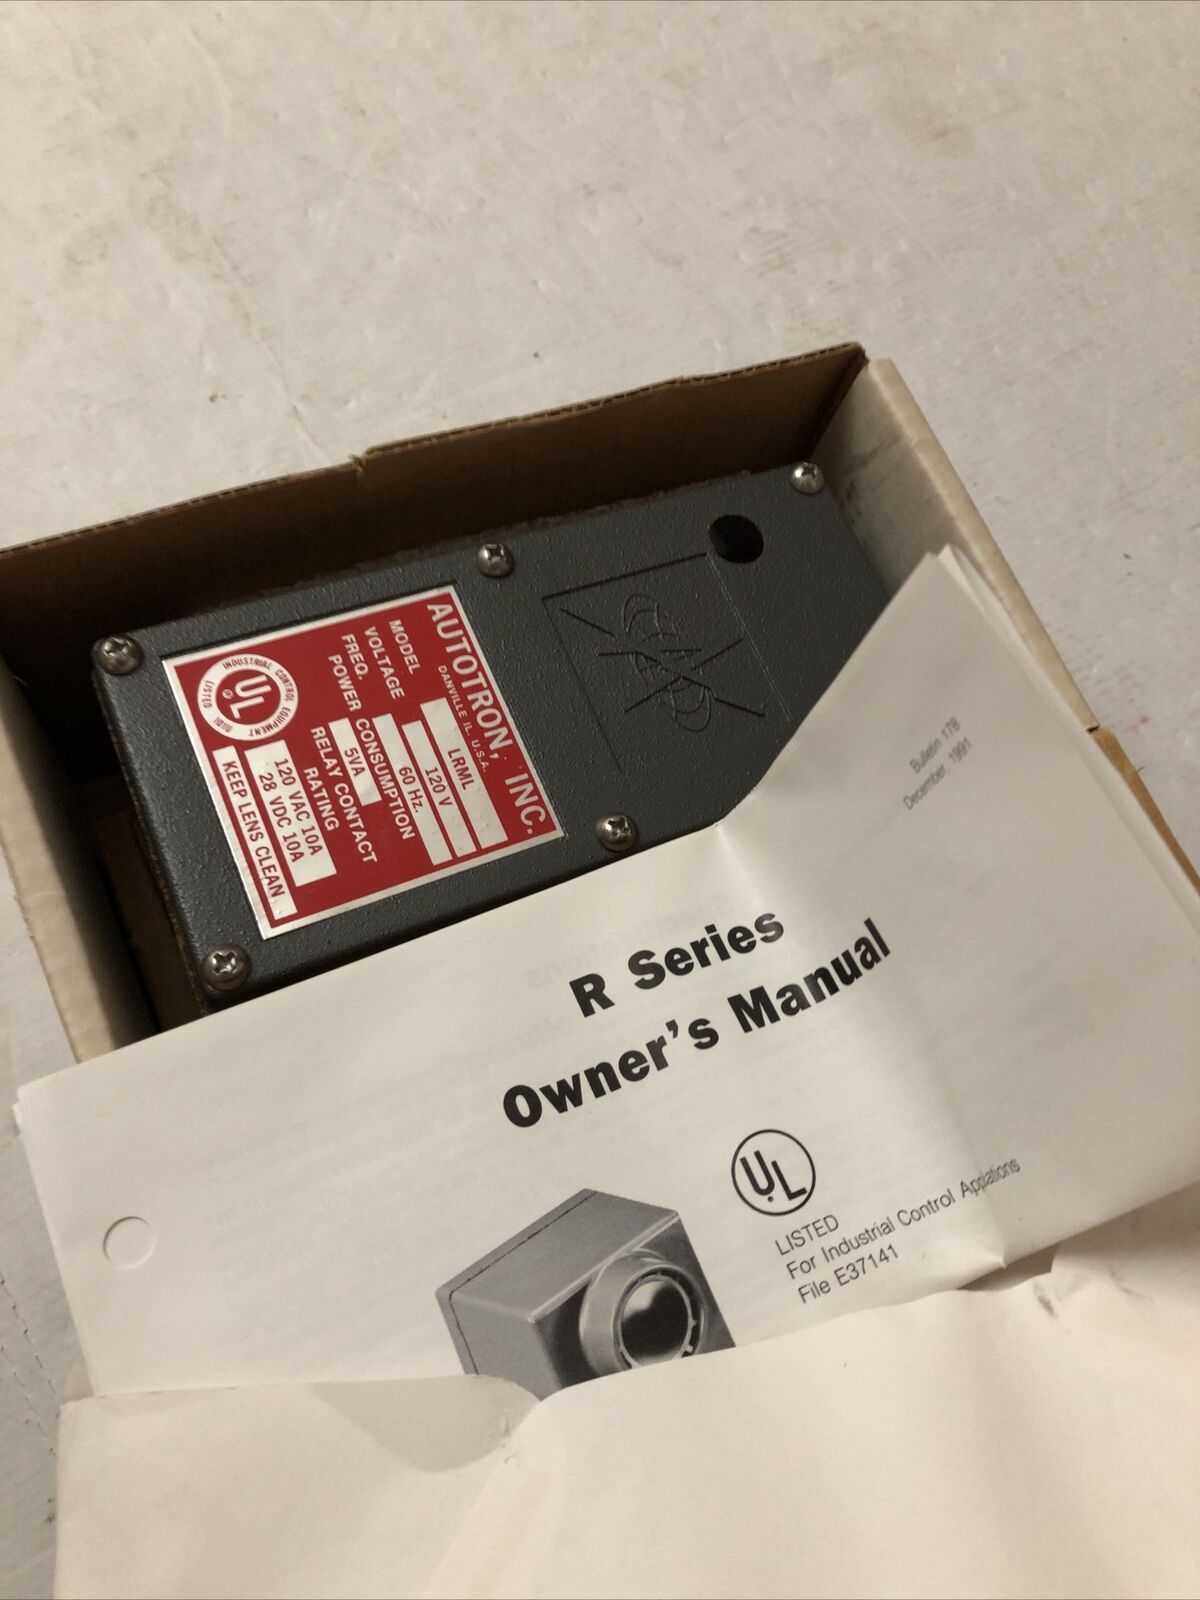 AUTOTRON, INC.
DANVILLE IL. U.S.A.
MODEL LRML
VOLTAGE 120 V
FREQ. 60 Hz.
POWER CONSUMPTION 5VA
RELAY CONTACT
RATING
120 VAC 10A
28 VDC 10A
KEEP LENS CLEAN
INDUSTRIAL CONTROL EQUIPMENT
LISTED
UL
Bulletin 178
December 1991
R Series
Owner's Manual
UL
LISTED
For Industrial Control Appiations
File E37141